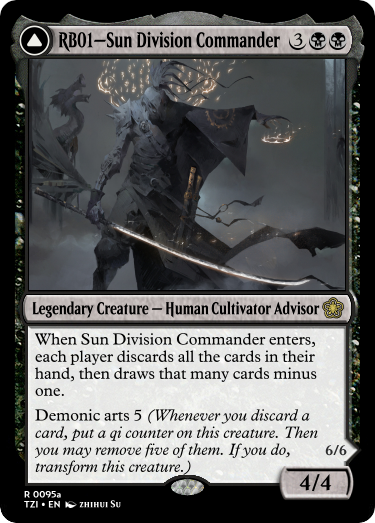 RB01—Sun Division Commander 3
Legendary Creature — Human Cultivator Advisor
When Sun Division Commander enters,
each player discards all the cards in their
hand, then draws that many cards minus
one.
Demonic arts 5 (Whenever you discard a
card, put a qi counter on this creature. Then
you may remove five of them. If you do,
transform this creature.)
6/6
4/4
R 0095a
TZI • EN zhihui Su